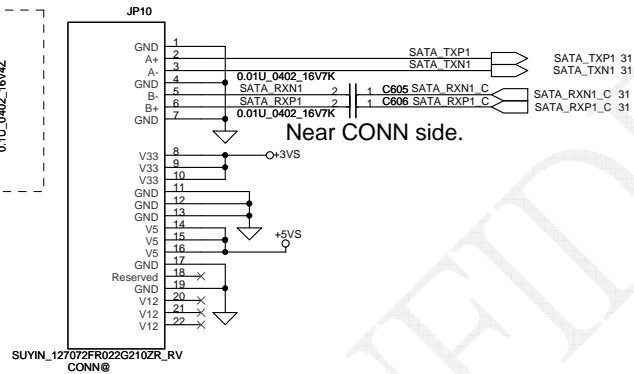 0.1U_0402_16V4Z
JP10
GND 1
A+ 2 SATA_TXP1 SATA_TXP1 31
A- 3 SATA_TXN1 SATA_TXN1 31
GND 4 0.01U_0402_16V7K
B- 5 SATA_RXN1 2 1 C605 SATA_RXN1_C SATA_RXN1_C 31
B+ 6 SATA_RXP1 2 1 C606 SATA_RXP1_C SATA_RXP1_C 31
GND 7 0.01U_0402_16V7K
Near CONN side.
V33 8 +3VS
V33 9
V33 10
GND 11
GND 12
GND 13
V5 14
V5 15 +5VS
V5 16
GND 17
Reserved 18
GND 19
V12 20
V12 21
V12 22
SUYIN_127072FR022G210ZR_RV
CONN@